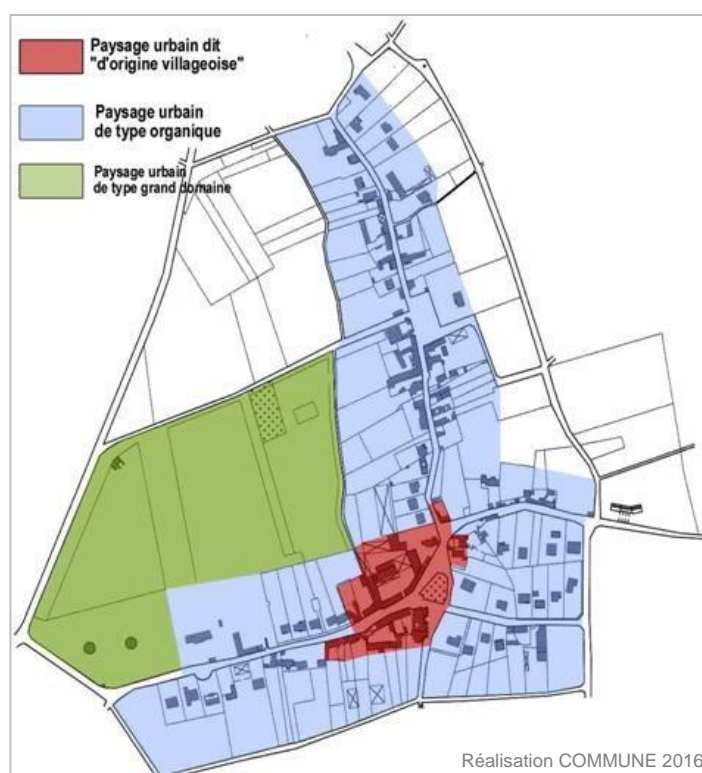 Paysage urbain dit
"d'origine villageoise"
Paysage urbain
de type organique
Paysage urbain
de type grand domaine
Réalisation COMMUNE 2016